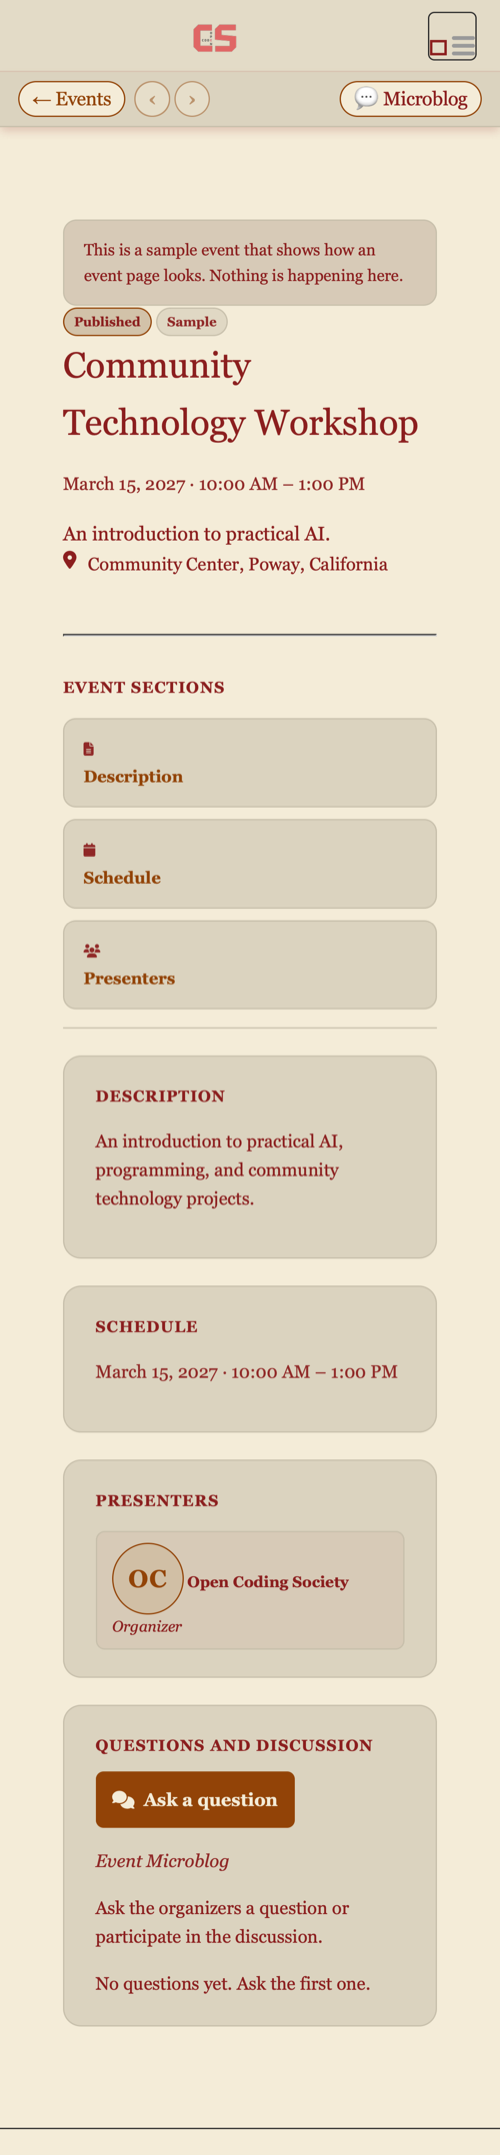 CS
← Events
‹
›
💬 Microblog
This is a sample event that shows how an
event page looks. Nothing is happening here.
Published
Sample
Community
Technology Workshop
March 15, 2027 · 10:00 AM – 1:00 PM
An introduction to practical AI.
Community Center, Poway, California
EVENT SECTIONS
Description
Schedule
Presenters
DESCRIPTION
An introduction to practical AI,
programming, and community
technology projects.
SCHEDULE
March 15, 2027 · 10:00 AM – 1:00 PM
PRESENTERS
OC Open Coding Society
Organizer
QUESTIONS AND DISCUSSION
Ask a question
Event Microblog
Ask the organizers a question or
participate in the discussion.
No questions yet. Ask the first one.